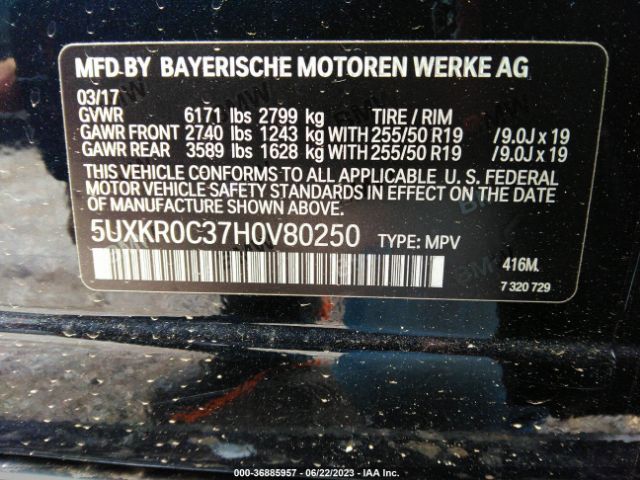 MFD BY BAYERISCHE MOTOREN WERKE AG
03/17
GVWR 6171 lbs 2799 kg TIRE / RIM
GAWR FRONT 2740 lbs 1243 kg WITH 255/50 R19 /9.0J x 19
GAWR REAR 3589 lbs 1628 kg WITH 255/50 R19 /9.0J x 19
THIS VEHICLE CONFORMS TO ALL APPLICABLE U. S. FEDERAL
MOTOR VEHICLE SAFETY STANDARDS IN EFFECT ON THE DATE
OF MANUFACTURE SHOWN ABOVE.
5UXKR0C37H0V80250 TYPE: MPV
416M.
7 320 729
000-36885957 - 06/22/2023 - IAA Inc.